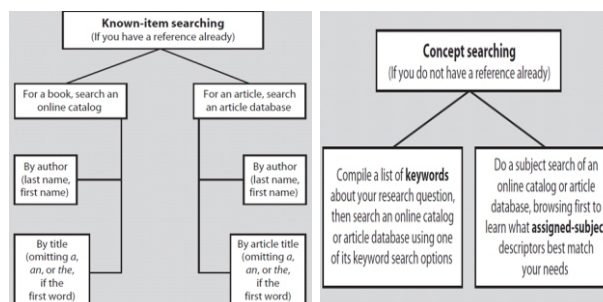 Known-item searching
(If you have a reference already)
For a book, search an
online catalog
For an article, search
an article database
By author
(last name,
first name)
By author
(last name,
first name)
By title
(omitting a,
an, or the,
if the
first word)
By article title
(omitting a,
an, or the,
if the
first word)
Concept searching
(If you do not have a reference already)
Compile a list of keywords
about your research question,
then search an online catalog
or article database using one
of its keyword search options
Do a subject search of an
online catalog or article
database, browsing first to
learn what assigned-subject
descriptors best match
your needs